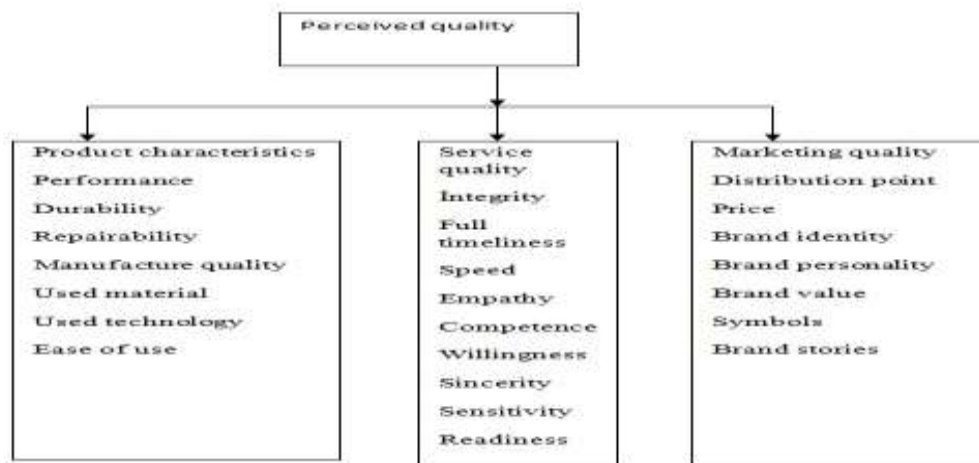 Perceived quality
Product characteristics
Performance
Durability
Repairability
Manufacture quality
Used material
Used technology
Ease of use
Service
quality
Integrity
Full
timeliness
Speed
Empathy
Competence
Willingness
Sincerity
Sensitivity
Readiness
Marketing quality
Distribution point
Price
Brand identity
Brand personality
Brand value
Symbols
Brand stories